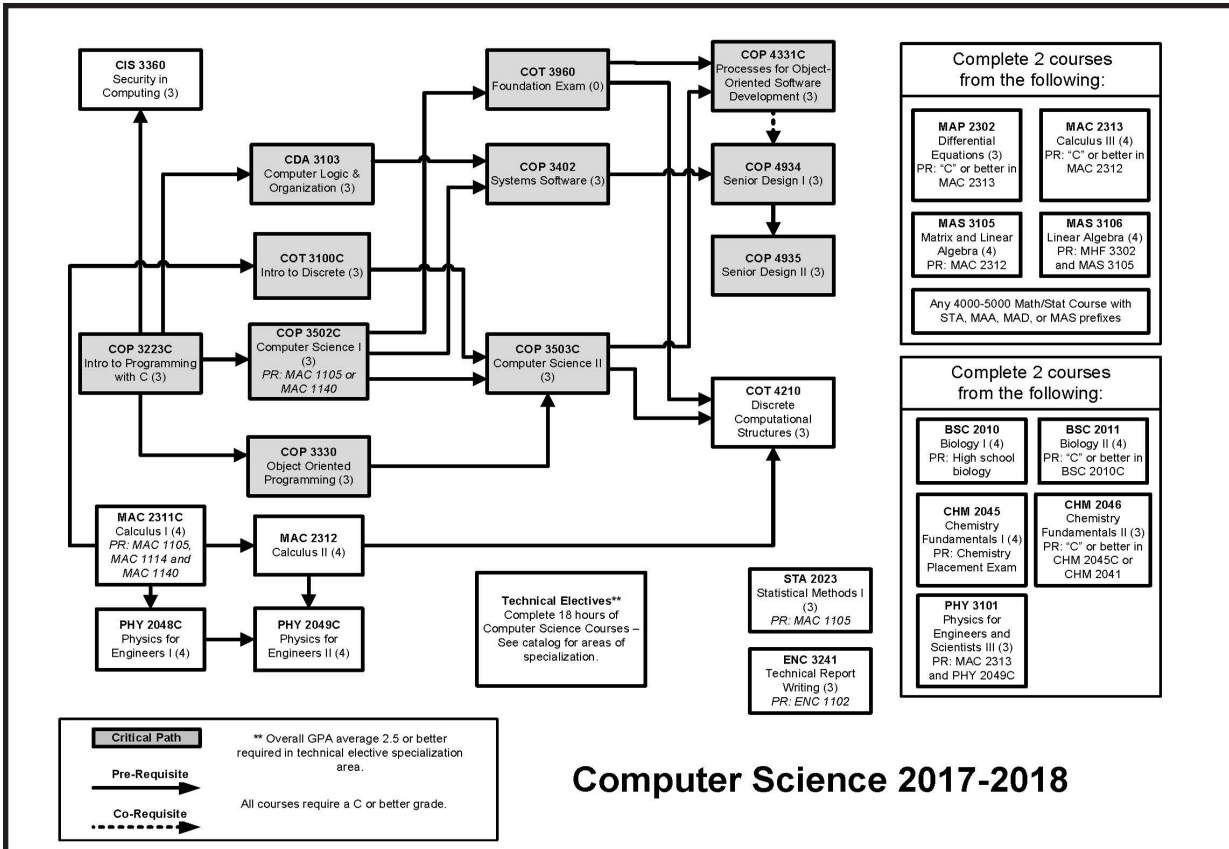 CIS 3360
Security in
Computing (3)
COT 3960
Foundation Exam (0)
COP 4331C
Processes for Object-
Oriented Software
Development (3)
CDA 3103
Computer Logic &
Organization (3)
COP 3402
Systems Software (3)
COP 4934
Senior Design I (3)
COT 3100C
Intro to Discrete (3)
COP 4935
Senior Design II (3)
COP 3223C
Intro to Programming
with C (3)
COP 3502C
Computer Science I
(3)
PR: MAC 1105 or
MAC 1140
COP 3503C
Computer Science II
(3)
COT 4210
Discrete
Computational
Structures (3)
COP 3330
Object Oriented
Programming (3)
MAC 2311C
Calculus I (4)
PR: MAC 1105,
MAC 1114 and
MAC 1140
MAC 2312
Calculus II (4)
PHY 2048C
Physics for
Engineers I (4)
PHY 2049C
Physics for
Engineers II (4)
Technical Electives**
Complete 18 hours of
Computer Science Courses –
See catalog for areas of
specialization.
STA 2023
Statistical Methods I
(3)
PR: MAC 1105
ENC 3241
Technical Report
Writing (3)
PR: ENC 1102
Complete 2 courses
from the following:
MAP 2302
Differential
Equations (3)
PR: “C” or better in
MAC 2313
MAC 2313
Calculus III (4)
PR: “C” or better in
MAC 2312
MAS 3105
Matrix and Linear
Algebra (4)
PR: MAC 2312
MAS 3106
Linear Algebra (4)
PR: MHF 3302
and MAS 3105
Any 4000-5000 Math/Stat Course with
STA, MAA, MAD, or MAS prefixes
Complete 2 courses
from the following:
BSC 2010
Biology I (4)
PR: High school
biology
BSC 2011
Biology II (4)
PR: “C” or better in
BSC 2010C
CHM 2045
Chemistry
Fundamentals I (4)
PR: Chemistry
Placement Exam
CHM 2046
Chemistry
Fundamentals II (3)
PR: “C” or better in
CHM 2045C or
CHM 2041
PHY 3101
Physics for
Engineers and
Scientists III (3)
PR: MAC 2313
and PHY 2049C
Critical Path
Pre-Requisite
Co-Requisite
** Overall GPA average 2.5 or better
required in technical elective specialization
area.
All courses require a C or better grade.
Computer Science 2017-2018